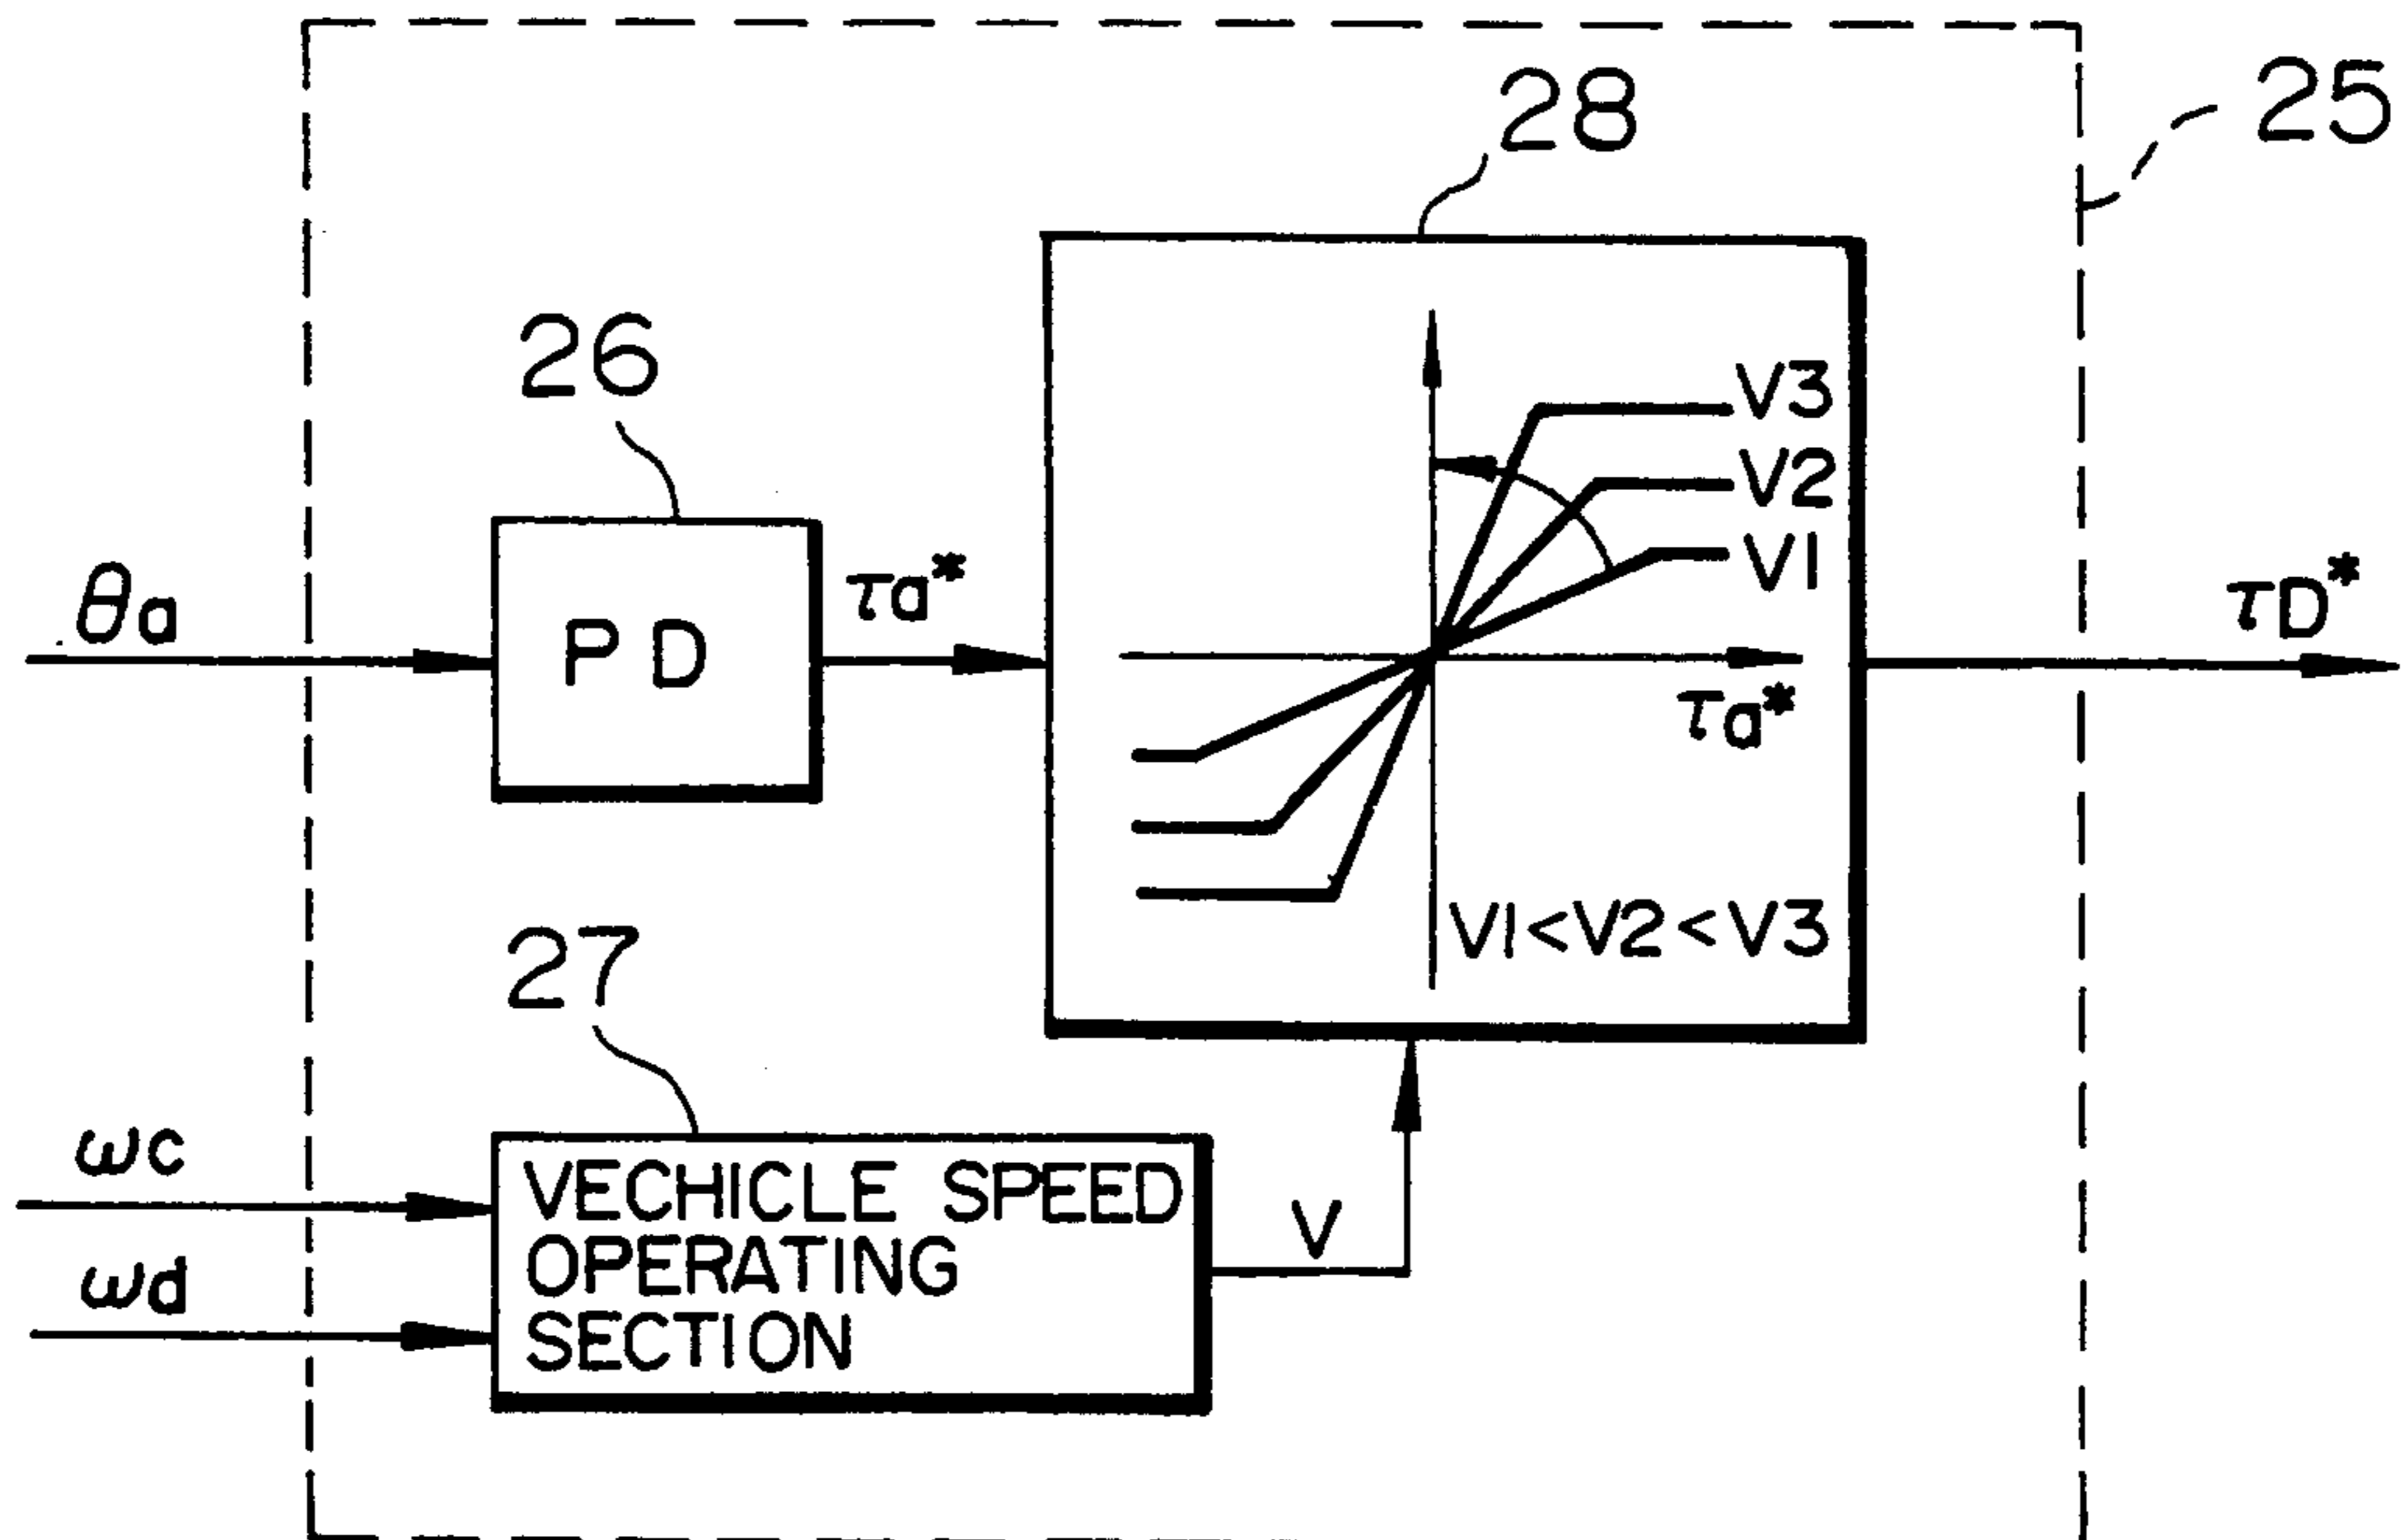 25
28
26
V3
V2
V1
θa
PD
τa*
τD*
τa*
V1<V2<V3
27
ωc
ωd
VECHICLE SPEED
OPERATING
SECTION
V